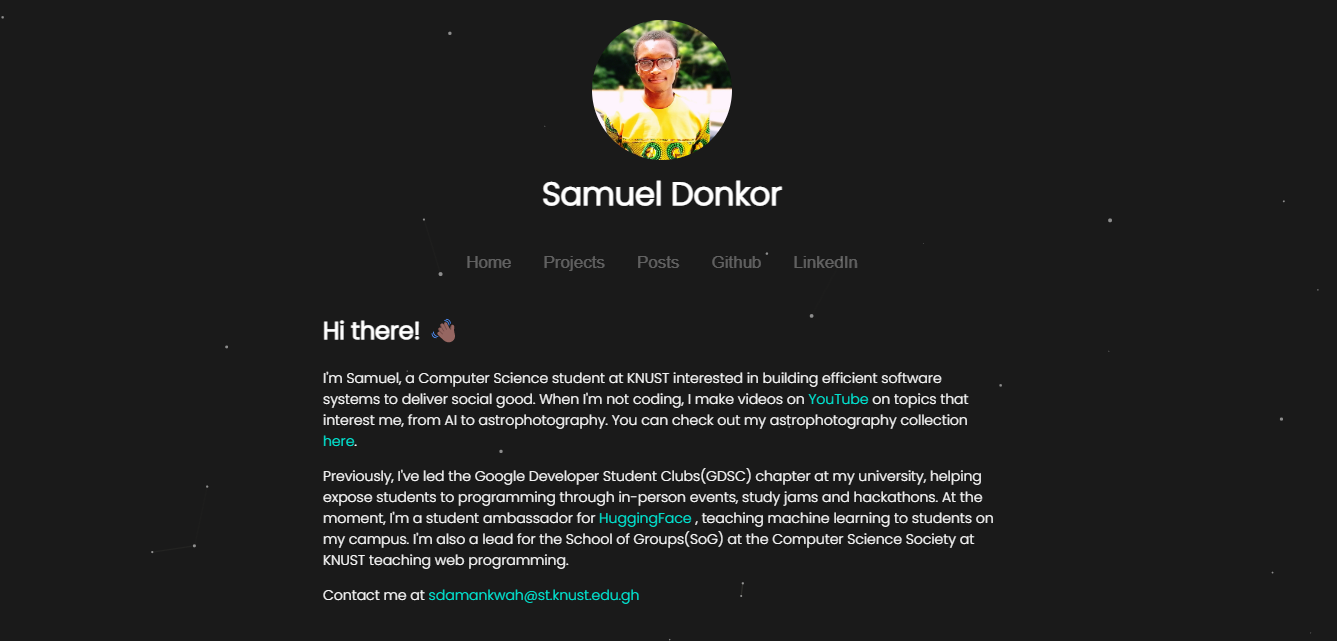 Samuel Donkor
Home Projects Posts Github LinkedIn
Hi there! 👋🏾
I'm Samuel, a Computer Science student at KNUST interested in building efficient software
systems to deliver social good. When I'm not coding, I make videos on YouTube on topics that
interest me, from AI to astrophotography. You can check out my astrophotography collection
here.
Previously, I've led the Google Developer Student Clubs(GDSC) chapter at my university, helping
expose students to programming through in-person events, study jams and hackathons. At the
moment, I'm a student ambassador for HuggingFace , teaching machine learning to students on
my campus. I'm also a lead for the School of Groups(SoG) at the Computer Science Society at
KNUST teaching web programming.
Contact me at sdamankwah@st.knust.edu.gh